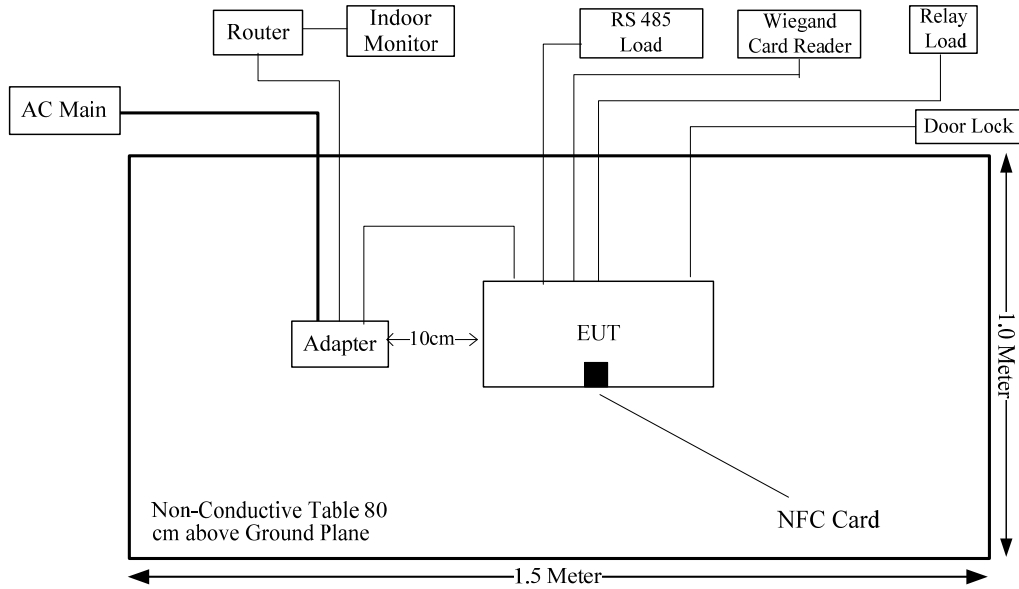 Router
Indoor
Monitor
RS 485
Load
Wiegand
Card Reader
Relay
Load
AC Main
Door Lock
Adapter
10cm
EUT
1.0 Meter
Non-Conductive Table 80
cm above Ground Plane
NFC Card
1.5 Meter